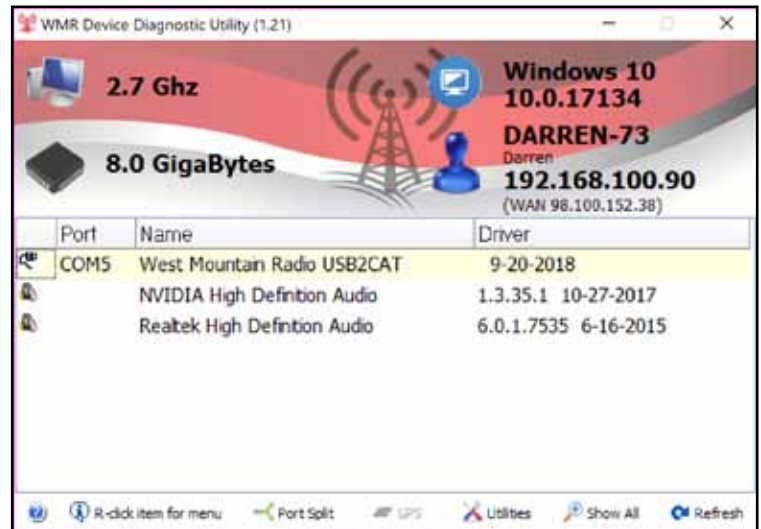 WMR Device Diagnostic Utility (1.21)
2.7 Ghz
Windows 10
10.0.17134
8.0 GigaBytes
DARREN-73
Darren
192.168.100.90
(WAN 98.100.152.38)
Port Name Driver
COM5 West Mountain Radio USB2CAT 9-20-2018
NVIDIA High Defintion Audio 1.3.35.1 10-27-2017
Realtek High Defintion Audio 6.0.1.7535 6-16-2015
R-click item for menu Port Split GPS Utilities Show All Refresh